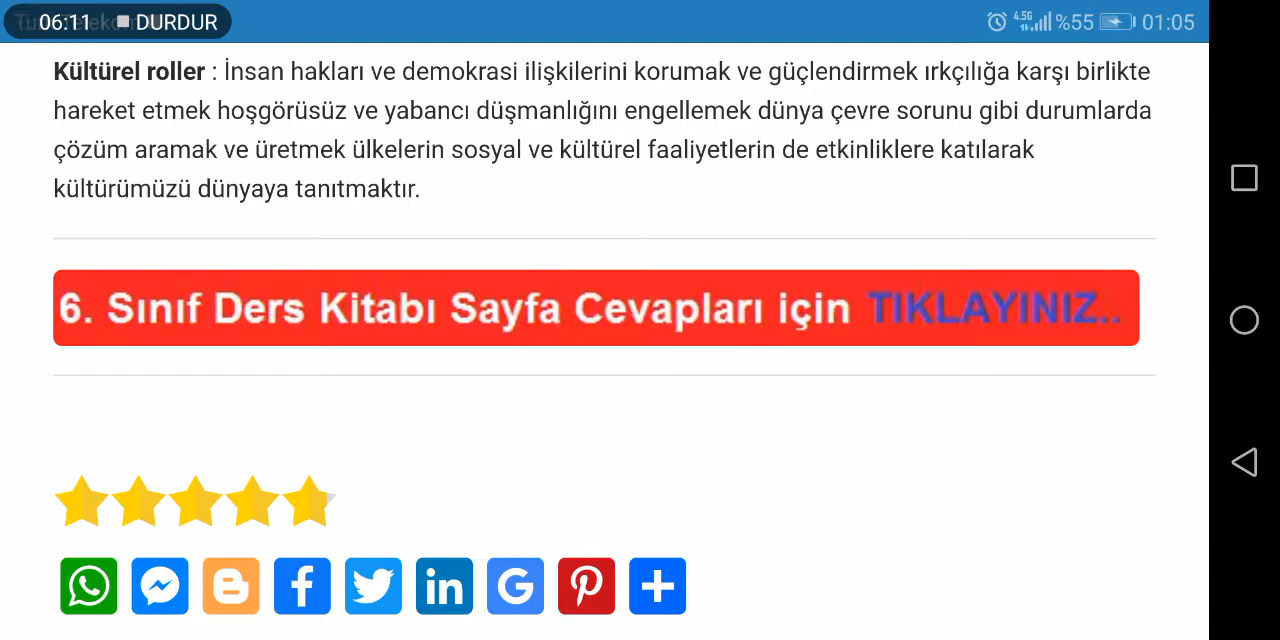 06:11 DURDUR 4.5G %55 01:05
Kültürel roller : İnsan hakları ve demokrasi ilişkilerini korumak ve güçlendirmek ırkçılığa karşı birlikte
hareket etmek hoşgörüsüz ve yabancı düşmanlığını engellemek dünya çevre sorunu gibi durumlarda
çözüm aramak ve üretmek ülkelerin sosyal ve kültürel faaliyetlerin de etkinliklere katılarak
kültürümüzü dünyaya tanıtmaktır.
6. Sınıf Ders Kitabı Sayfa Cevapları için TIKLAYINIZ..